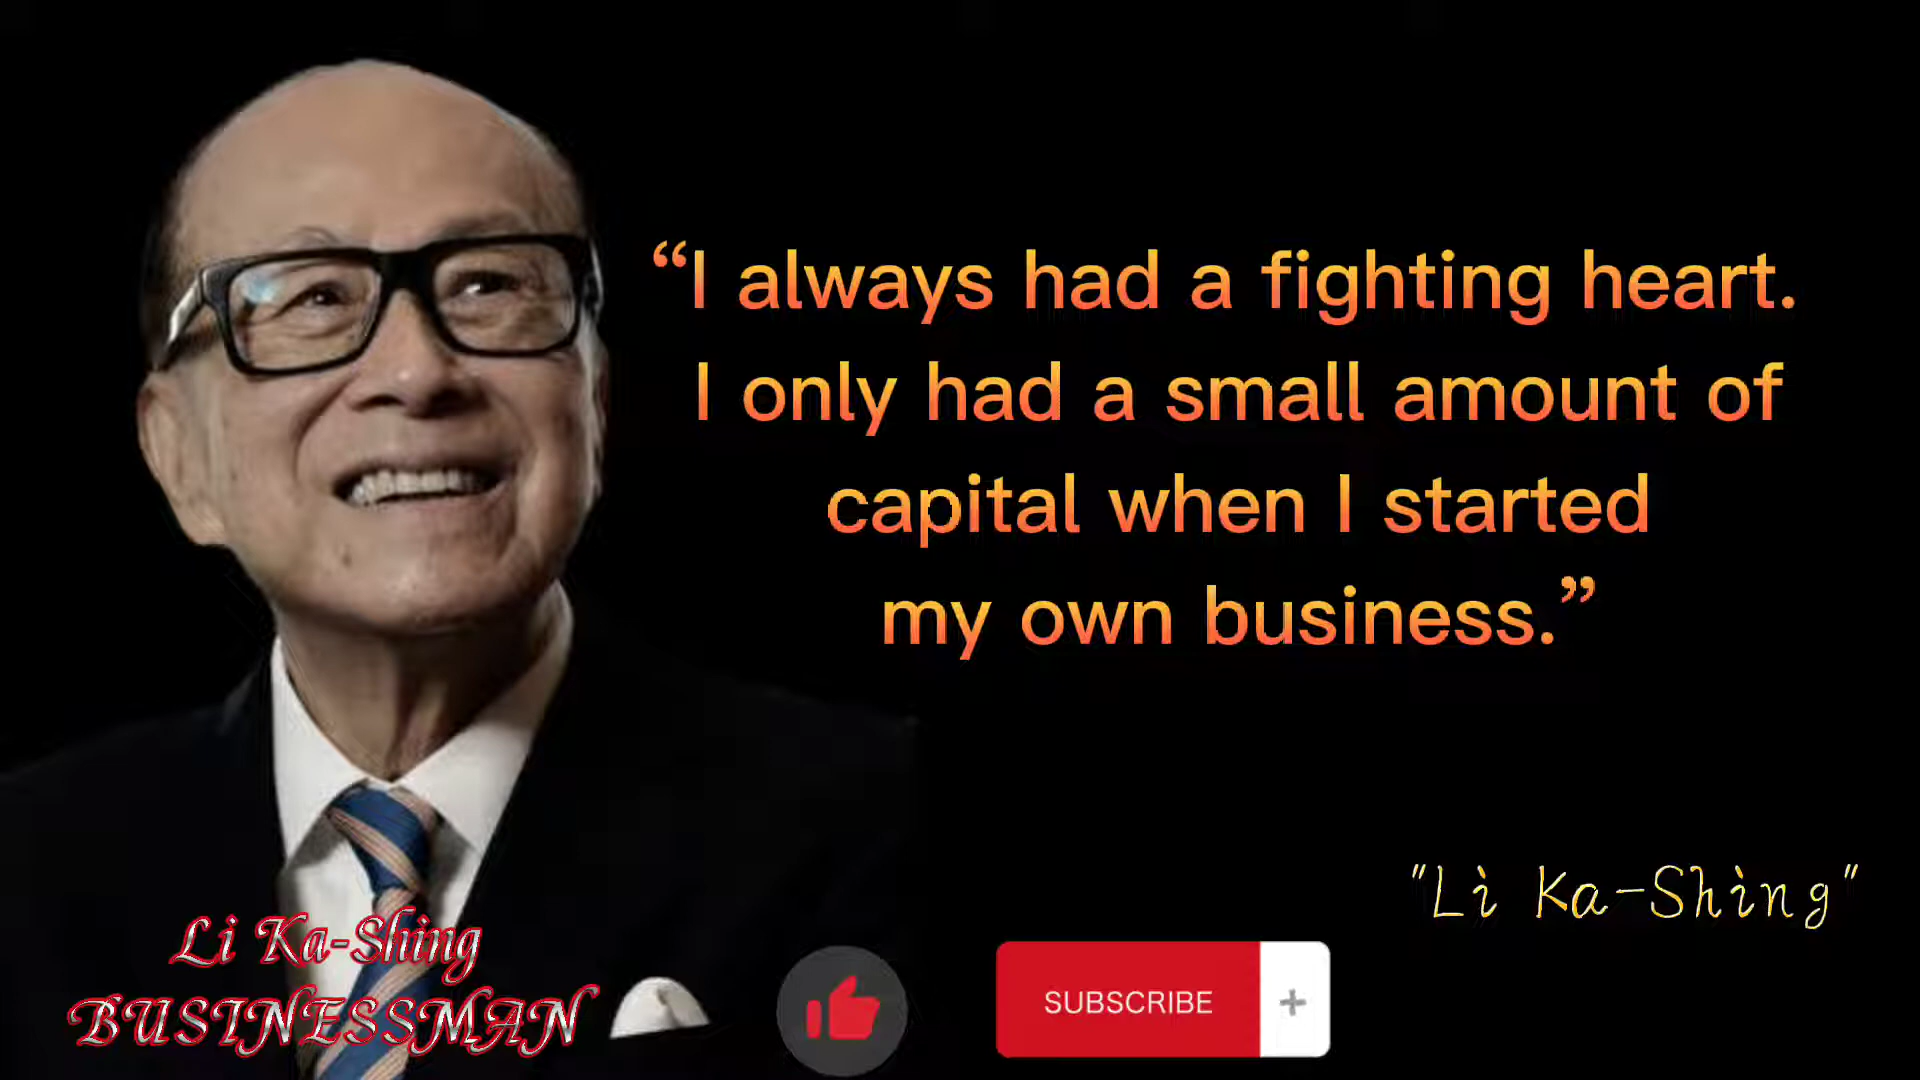 “I always had a fighting heart.
I only had a small amount of
capital when I started
my own business.”
"Li Ka-Shing"
Li Ka-Shing
BUSINESSMAN
SUBSCRIBE +